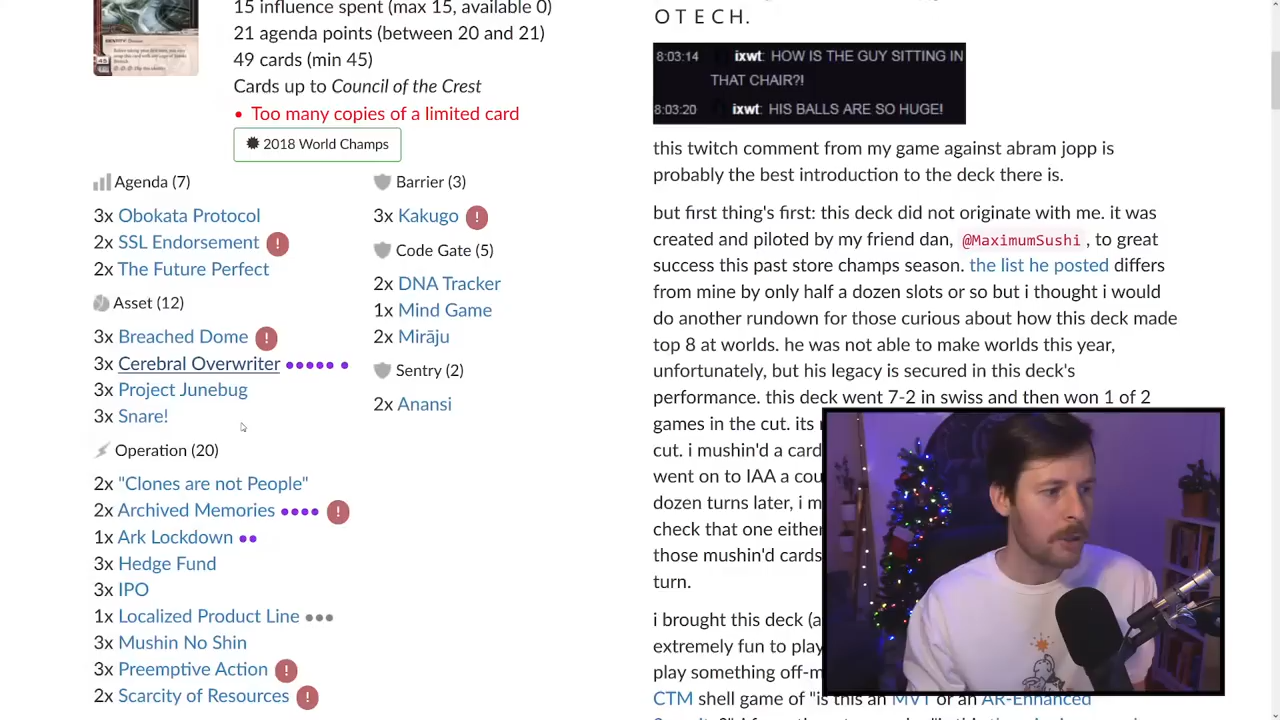 15 influence spent (max 15, available 0)
21 agenda points (between 20 and 21)
49 cards (min 45)
Cards up to Council of the Crest
• Too many copies of a limited card
2018 World Champs
Agenda (7)
3x Obokata Protocol
2x SSL Endorsement !
2x The Future Perfect
Asset (12)
3x Breached Dome !
3x Cerebral Overwriter ●●●●● ●
3x Project Junebug
3x Snare!
Operation (20)
2x "Clones are not People"
2x Archived Memories ●●●● !
1x Ark Lockdown ●●
3x Hedge Fund
3x IPO
1x Localized Product Line ●●●
3x Mushin No Shin
3x Preemptive Action !
2x Scarcity of Resources !
Barrier (3)
3x Kakugo !
Code Gate (5)
2x DNA Tracker
1x Mind Game
2x Mirāju
Sentry (2)
2x Anansi
O T E C H.
8:03:14 ixwt: HOW IS THE GUY SITTING IN
THAT CHAIR?!
8:03:20 ixwt: HIS BALLS ARE SO HUGE!
this twitch comment from my game against abram jopp is
probably the best introduction to the deck there is.
but first thing's first: this deck did not originate with me. it was
created and piloted by my friend dan, @MaximumSushi , to great
success this past store champs season. the list he posted differs
from mine by only half a dozen slots or so but i thought i would
do another rundown for those curious about how this deck made
top 8 at worlds. he was not able to make worlds this year,
unfortunately, but his legacy is secured in this deck's
performance. this deck went 7-2 in swiss and then won 1 of 2
games in the cut. its
cut. i mushin'd a card
went on to IAA a cou
dozen turns later, i m
check that one either
those mushin'd cards
turn.
i brought this deck (a
extremely fun to play
play something off-m
CTM shell game of "is this an MVT or an AR-Enhanced